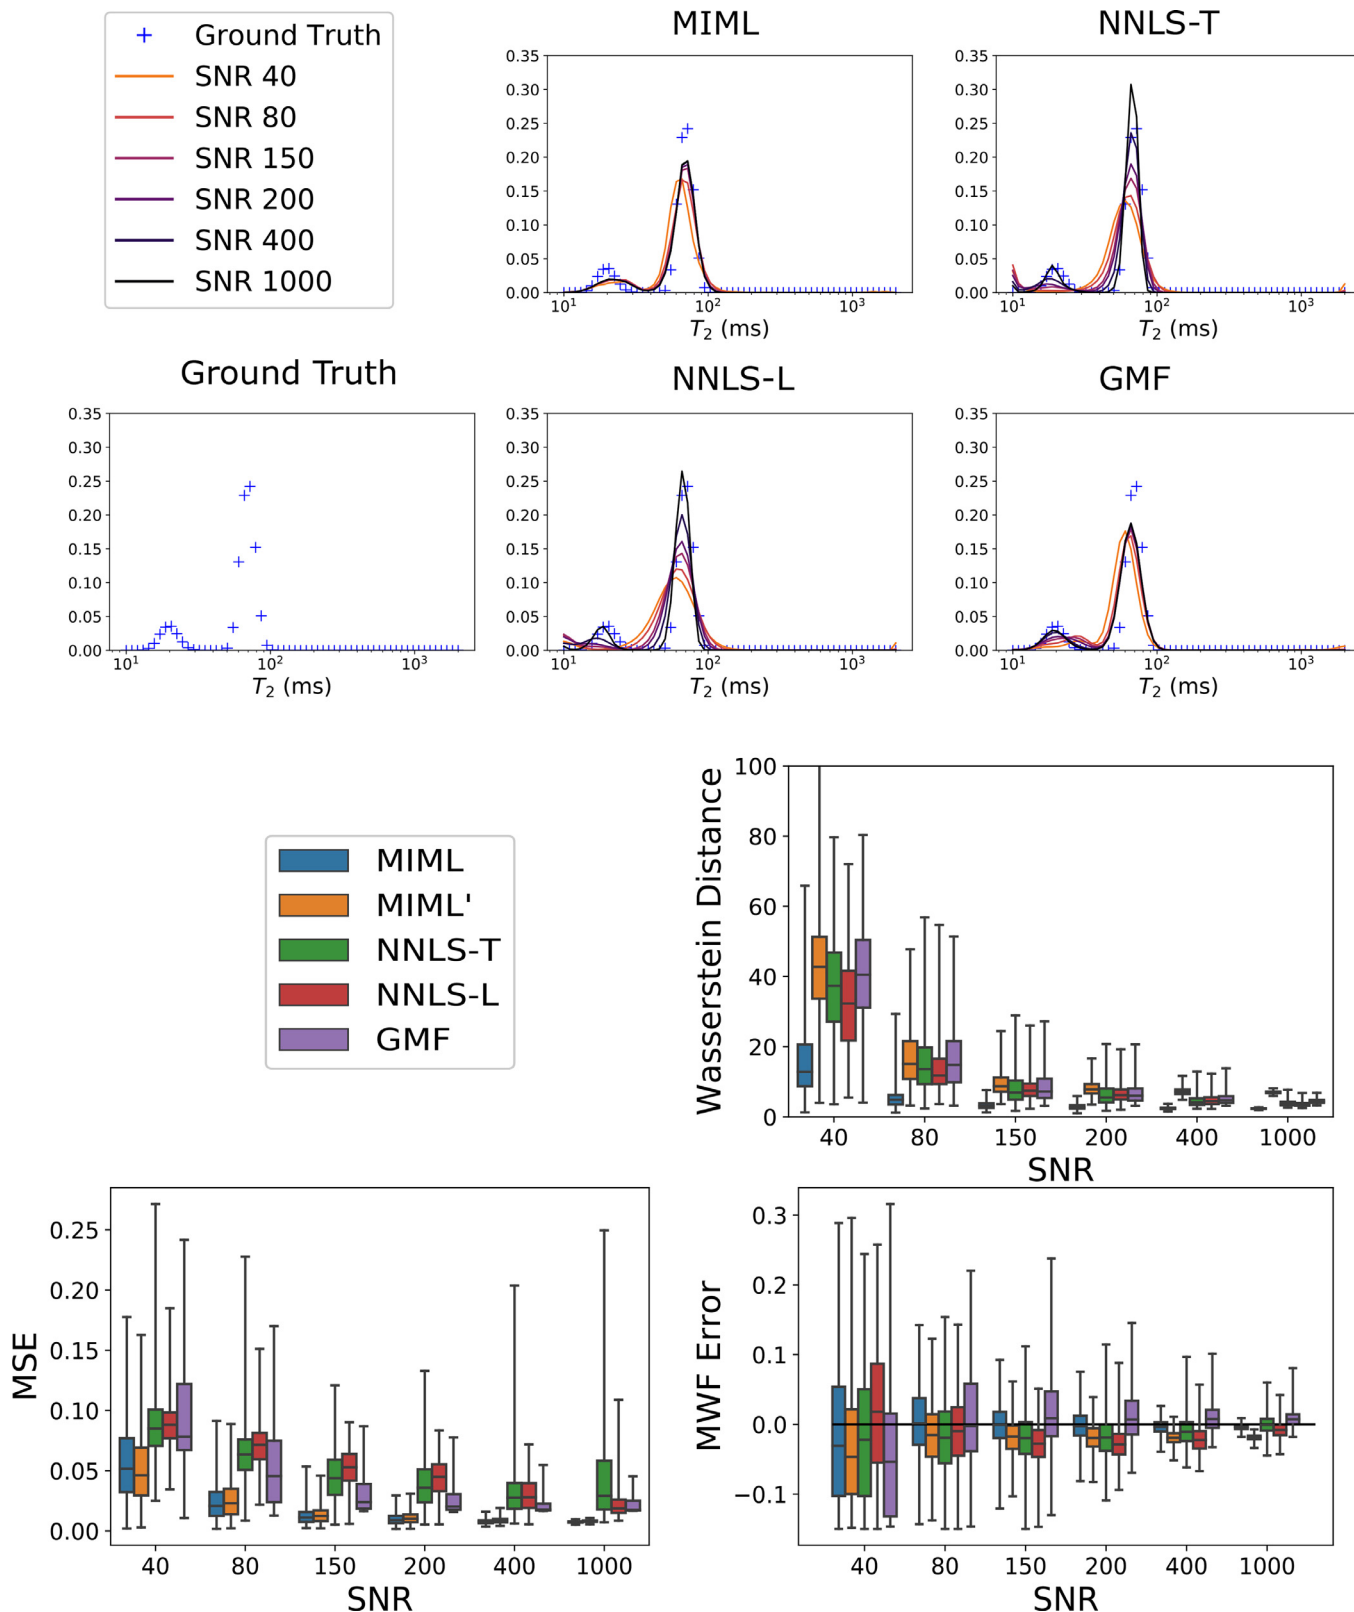 Ground Truth
SNR 40
SNR 80
SNR 150
SNR 200
SNR 400
SNR 1000
MIML
0.35
0.30
0.25
0.20
0.15
0.10
0.05
0.00
10¹ 10² 10³
T₂ (ms)
NNLS-T
0.35
0.30
0.25
0.20
0.15
0.10
0.05
0.00
10¹ 10² 10³
T₂ (ms)
Ground Truth
0.35
0.30
0.25
0.20
0.15
0.10
0.05
0.00
10¹ 10² 10³
T₂ (ms)
NNLS-L
0.35
0.30
0.25
0.20
0.15
0.10
0.05
0.00
10¹ 10² 10³
T₂ (ms)
GMF
0.35
0.30
0.25
0.20
0.15
0.10
0.05
0.00
10¹ 10² 10³
T₂ (ms)
MIML
MIML'
NNLS-T
NNLS-L
GMF
Wasserstein Distance
100
80
60
40
20
0
40 80 150 200 400 1000
SNR
MSE
0.25
0.20
0.15
0.10
0.05
0.00
40 80 150 200 400 1000
SNR
MWF Error
0.3
0.2
0.1
0.0
−0.1
40 80 150 200 400 1000
SNR